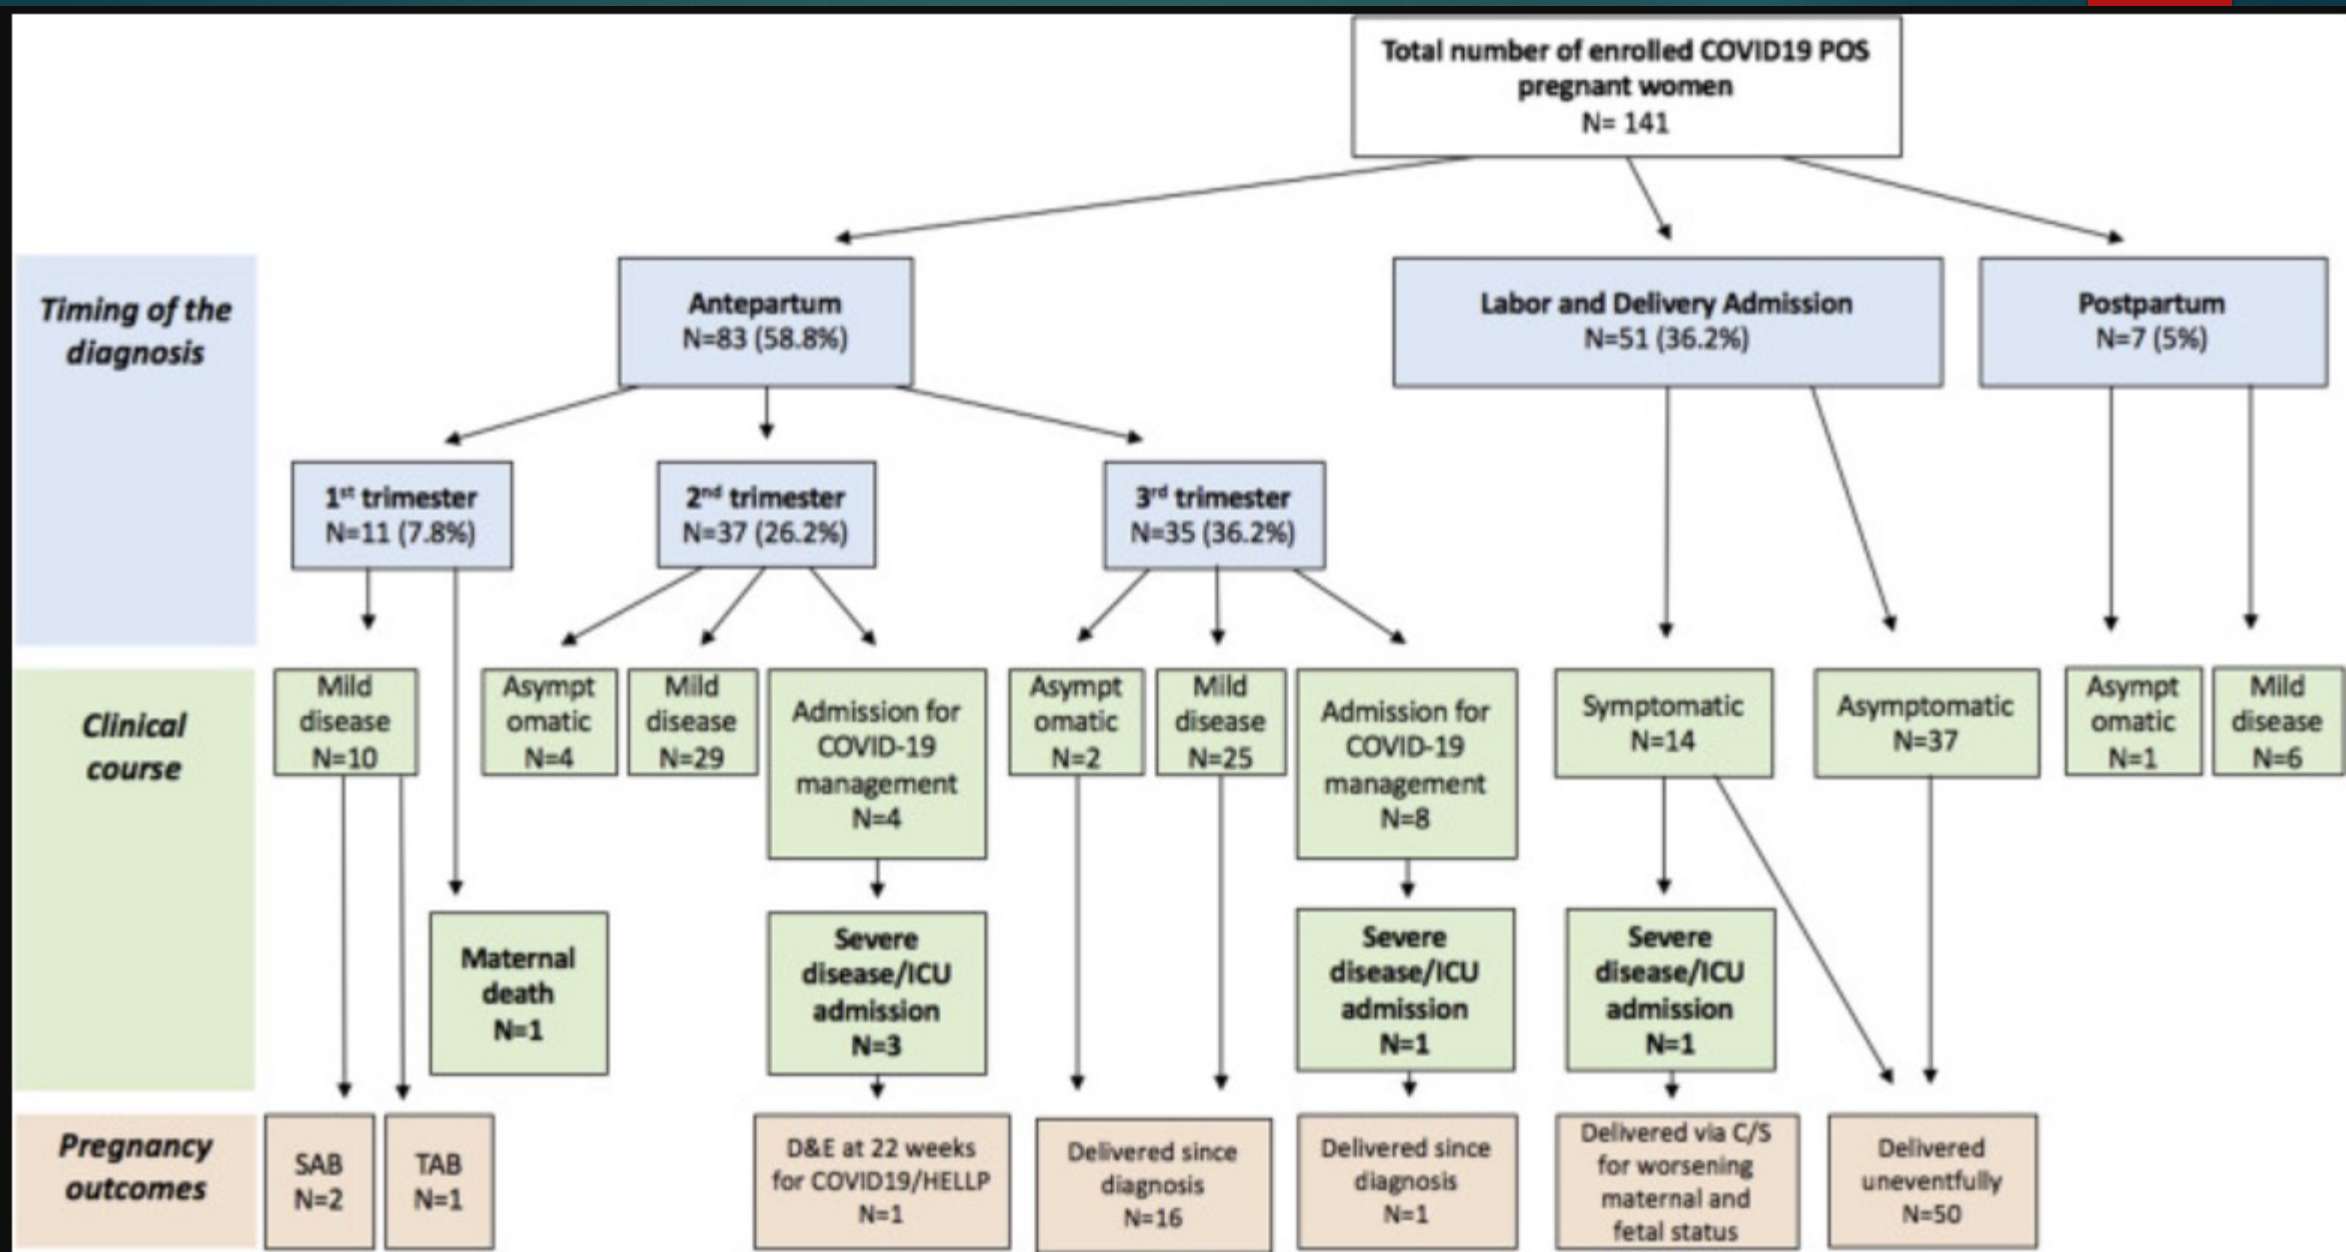 Total number of enrolled COVID19 POS
pregnant women
N= 141
Timing of the
diagnosis
Antepartum
N=83 (58.8%)
Labor and Delivery Admission
N=51 (36.2%)
Postpartum
N=7 (5%)
1st trimester
N=11 (7.8%)
2nd trimester
N=37 (26.2%)
3rd trimester
N=35 (36.2%)
Clinical
course
Mild
disease
N=10
Asympt
omatic
N=4
Mild
disease
N=29
Admission for
COVID-19
management
N=4
Asympt
omatic
N=2
Mild
disease
N=25
Admission for
COVID-19
management
N=8
Symptomatic
N=14
Asymptomatic
N=37
Asympt
omatic
N=1
Mild
disease
N=6
Maternal
death
N=1
Severe
disease/ICU
admission
N=3
Severe
disease/ICU
admission
N=1
Severe
disease/ICU
admission
N=1
Pregnancy
outcomes
SAB
N=2
TAB
N=1
D&E at 22 weeks
for COVID19/HELLP
N=1
Delivered since
diagnosis
N=16
Delivered since
diagnosis
N=1
Delivered via C/S
for worsening
maternal and
fetal status
Delivered
uneventfully
N=50